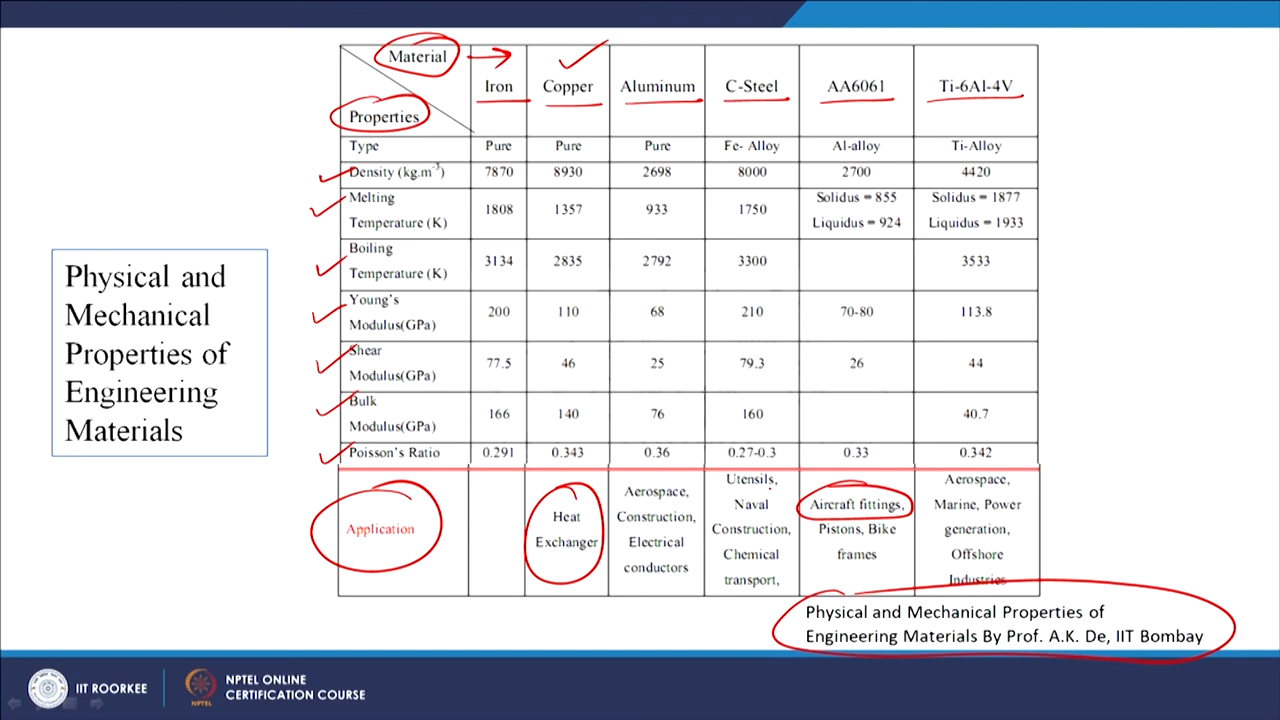 Physical and
Mechanical
Properties of
Engineering
Materials
Material
Properties
Iron Copper Aluminum C-Steel AA6061 Ti-6Al-4V
Type Pure Pure Pure Fe- Alloy Al-alloy Ti-Alloy
Density (kg.m-3) 7870 8930 2698 8000 2700 4420
Melting
Temperature (K) 1808 1357 933 1750 Solidus = 855 Solidus = 1877
Liquidus = 924 Liquidus = 1933
Boiling
Temperature (K) 3134 2835 2792 3300 3533
Young's
Modulus(GPa) 200 110 68 210 70-80 113.8
Shear
Modulus(GPa) 77.5 46 25 79.3 26 44
Bulk
Modulus(GPa) 166 140 76 160 40.7
Poisson's Ratio 0.291 0.343 0.36 0.27-0.3 0.33 0.342
Application
Heat
Exchanger
Aerospace,
Construction,
Electrical
conductors
Utensils,
Naval
Construction,
Chemical
transport,
Aircraft fittings,
Pistons, Bike
frames
Aerospace,
Marine, Power
generation,
Offshore
Industries
Physical and Mechanical Properties of
Engineering Materials By Prof. A.K. De, IIT Bombay
IIT ROORKEE
NPTEL
NPTEL ONLINE
CERTIFICATION COURSE